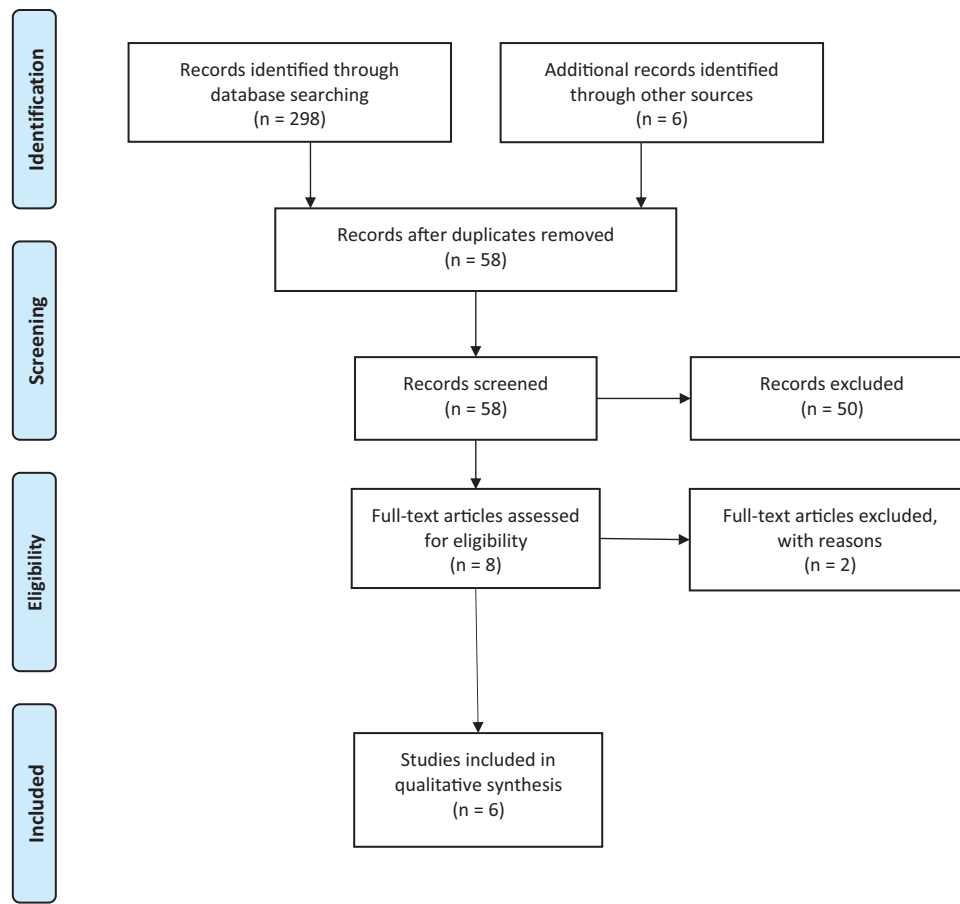 Identification
Records identified through
database searching
(n = 298)
Additional records identified
through other sources
(n = 6)
Records after duplicates removed
(n = 58)
Screening
Records screened
(n = 58)
Records excluded
(n = 50)
Eligibility
Full-text articles assessed
for eligibility
(n = 8)
Full-text articles excluded,
with reasons
(n = 2)
Included
Studies included in
qualitative synthesis
(n = 6)